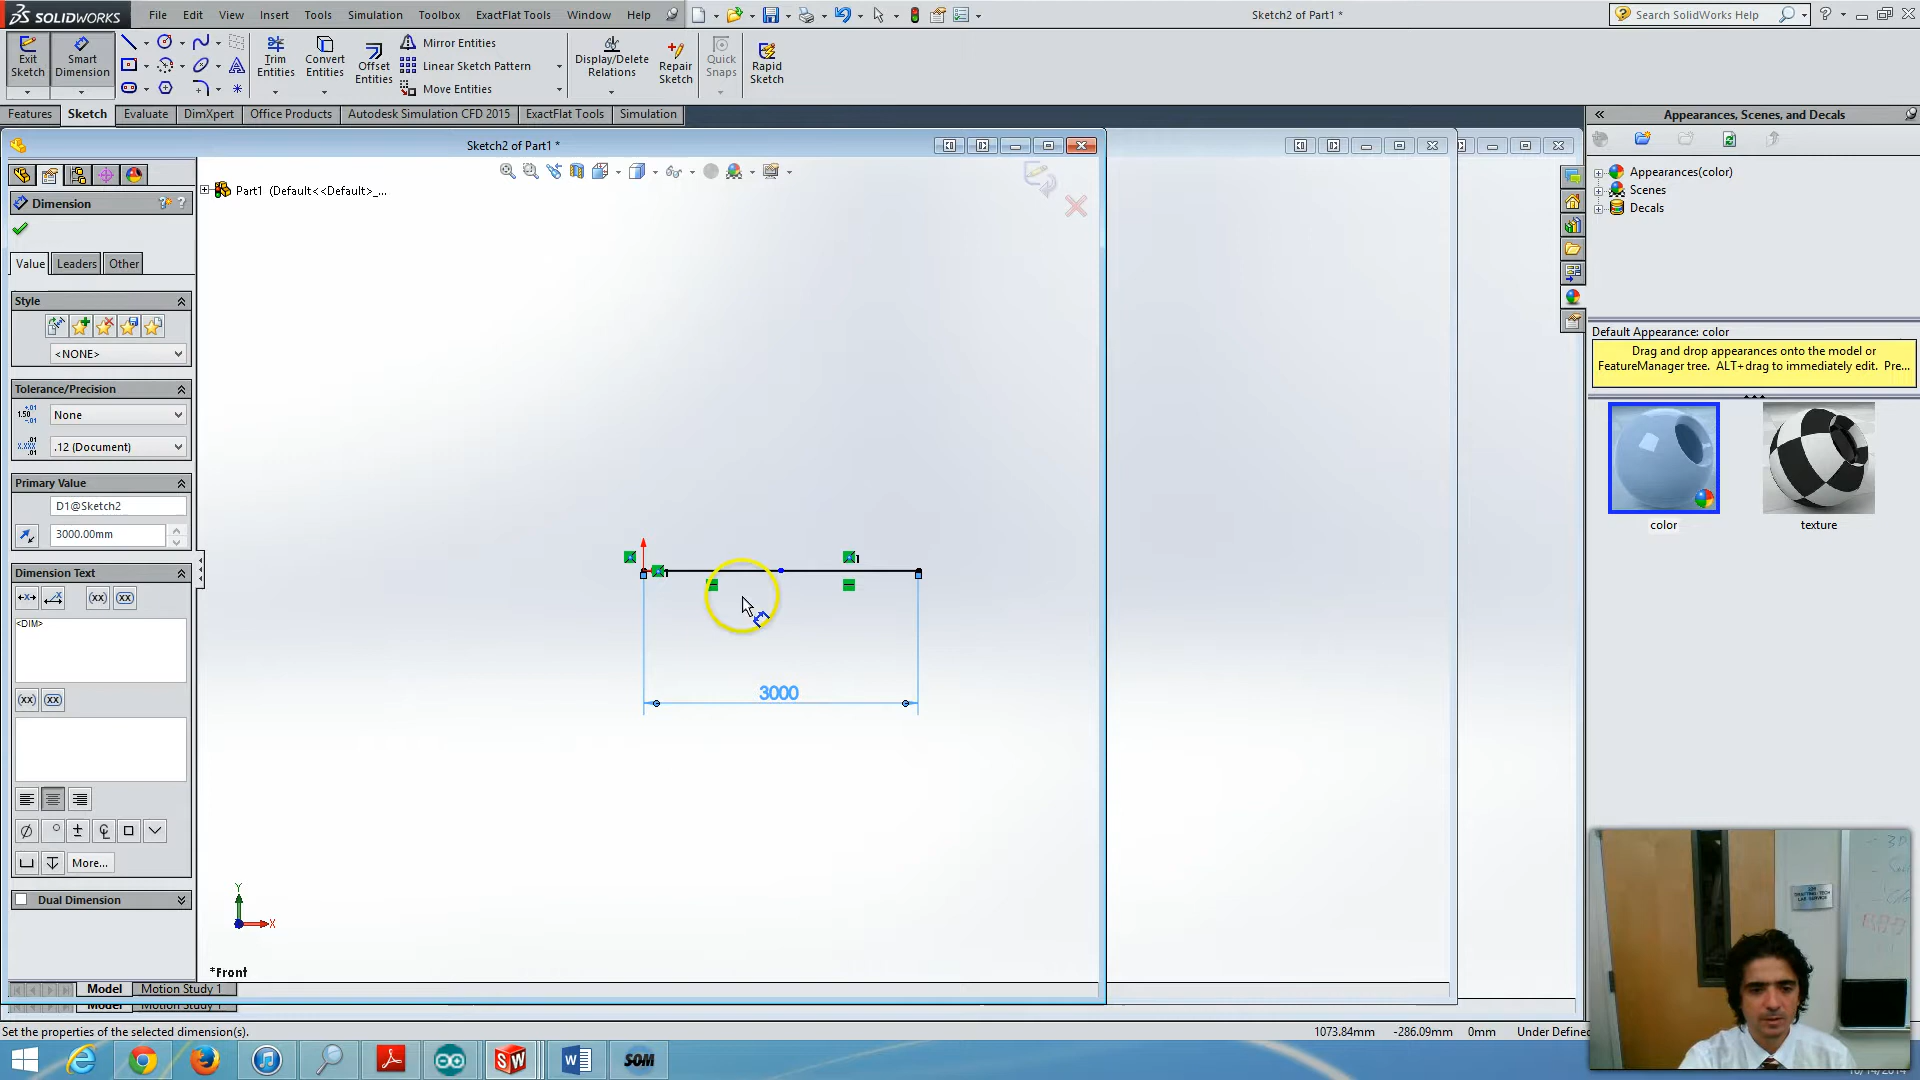 SOLIDWORKS File Edit View Insert Tools Simulation Toolbox ExactFlat Tools Window Help Sketch2 of Part1 * Search SolidWorks Help
Exit Sketch
Smart Dimension
Trim Entities
Convert Entities
Offset Entities
Mirror Entities
Linear Sketch Pattern
Move Entities
Display/Delete Relations
Repair Sketch
Quick Snaps
Rapid Sketch
Features Sketch Evaluate DimXpert Office Products Autodesk Simulation CFD 2015 ExactFlat Tools Simulation
Appearances, Scenes, and Decals
Sketch2 of Part1 *
Part1 (Default<<Default>_...
Appearances(color)
Scenes
Decals
Dimension
Value Leaders Other
Style
<NONE>
Tolerance/Precision
None
.12 (Document)
Primary Value
D1@Sketch2
3000.00mm
Dimension Text
<DIM>
More...
Dual Dimension
3000
Y
X
*Front
Default Appearance: color
Drag and drop appearances onto the model or
FeatureManager tree. ALT+drag to immediately edit. Pre...
color
texture
Model Motion Study 1
Model Motion Study 1
Set the properties of the selected dimension(s). 1073.84mm -286.09mm 0mm Under Define
SW
SOM